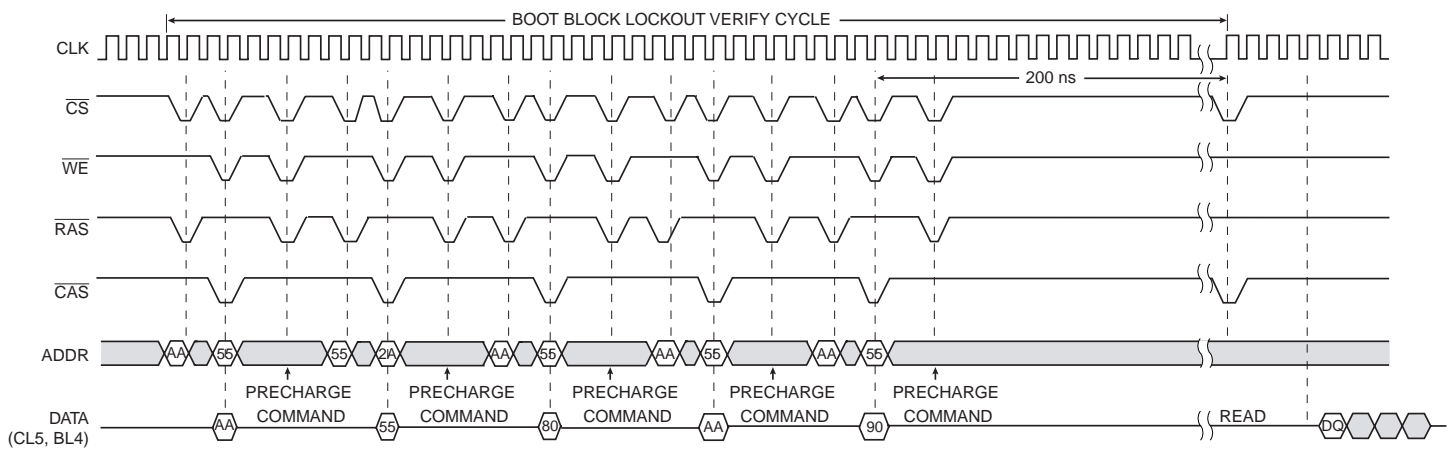 BOOT BLOCK LOCKOUT VERIFY CYCLE
CLK
200 ns
CS
WE
RAS
CAS
ADDR AA 55 55 2A AA 55 AA 55 AA 55
PRECHARGE COMMAND
PRECHARGE COMMAND
PRECHARGE COMMAND
PRECHARGE COMMAND
PRECHARGE COMMAND
READ
DATA (CL5, BL4) AA 55 80 AA 90 DQ